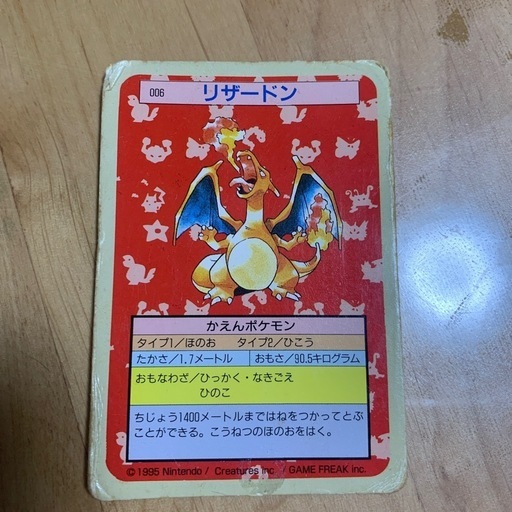 006 リザードン
かえんポケモン
タイプ1／ほのお タイプ2／ひこう
たかさ／1.7メートル おもさ／90.5キログラム
おもなわざ／ひっかく・なきごえ
ひのこ
ちじょう1400メートルまではねをつかってとぶ
ことができる。こうねつのほのおをはく。
©1995 Nintendo / Creatures inc. GAME FREAK inc.